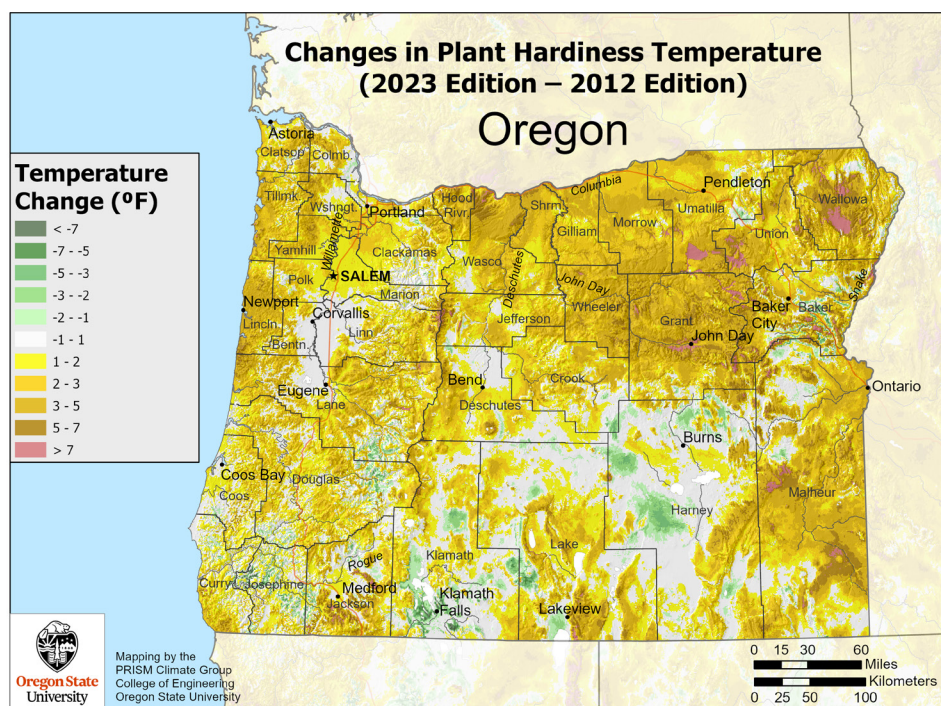 Changes in Plant Hardiness Temperature
(2023 Edition – 2012 Edition)
Oregon
Temperature
Change (ºF)
< -7
-7 - -5
-5 - -3
-3 - -2
-2 - -1
-1 - 1
1 - 2
2 - 3
3 - 5
5 - 7
> 7
Astoria
Clatsop
Colmb.
Tillmk.
Wshngt.
Portland
Hood
Rivr.
Shrm.
Columbia
Pendleton
Umatilla
Wallowa
Gilliam
Morrow
Union
Yamhill
Willamette
Clackamas
Wasco
Deschutes
Polk
SALEM
Marion
John Day
Wheeler
Snake
Newport
Lincln.
Corvallis
Linn
Bentn.
Jefferson
Grant
John Day
Baker
City
Baker
Eugene
Lane
Bend
Deschutes
Crook
Ontario
Burns
Coos Bay
Coos
Douglas
Harney
Malheur
Lake
Rogue
Klamath
Curry
Josephine
Medford
Jackson
Klamath
Falls
Lakeview
Oregon State
University
Mapping by the
PRISM Climate Group
College of Engineering
Oregon State University
0 15 30 60
Miles
Kilometers
0 25 50 100